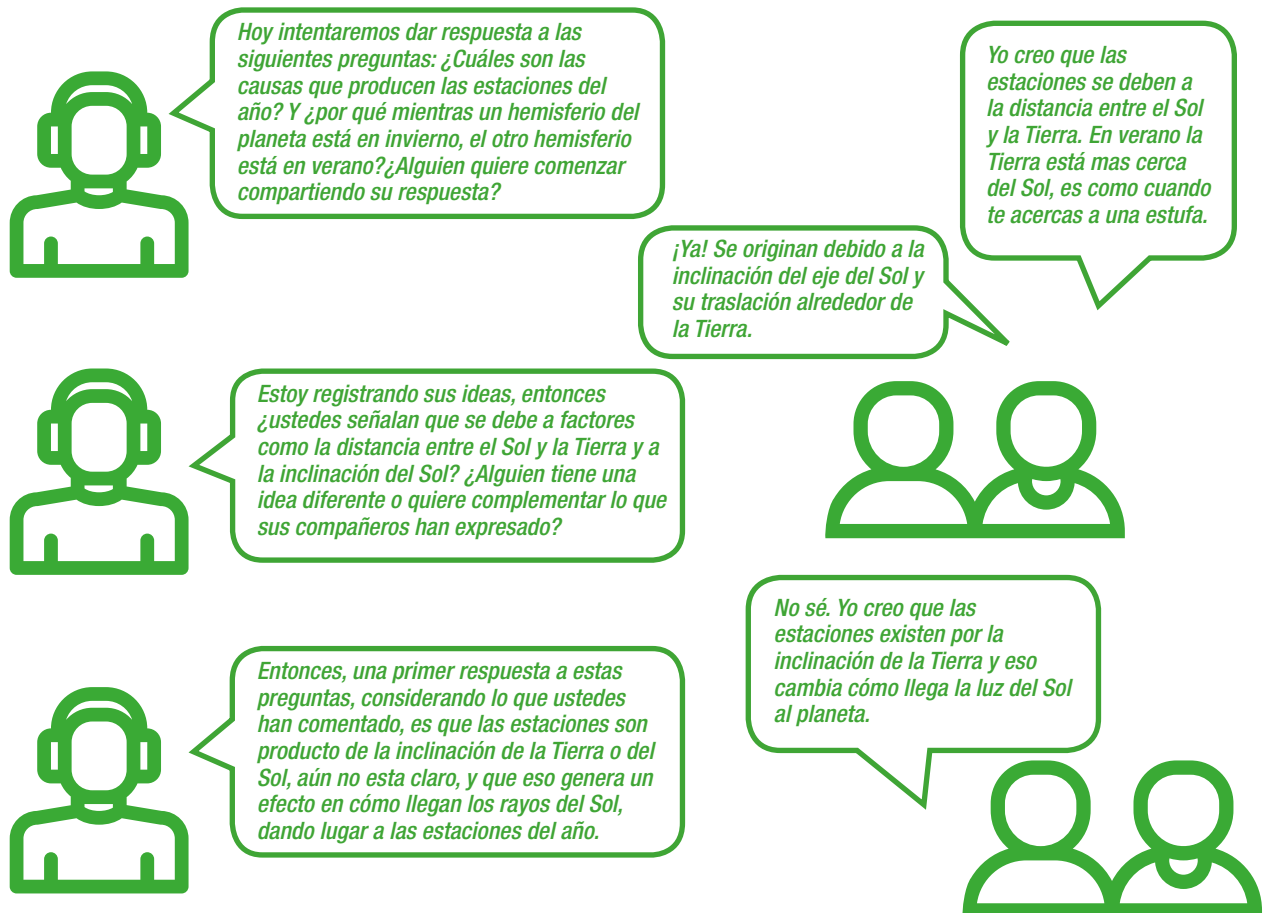 Hoy intentaremos dar respuesta a las
siguientes preguntas: ¿Cuáles son las
causas que producen las estaciones del
año? Y ¿por qué mientras un hemisferio del
planeta está en invierno, el otro hemisferio
está en verano?¿Alguien quiere comenzar
compartiendo su respuesta?
Yo creo que las
estaciones se deben a
la distancia entre el Sol
y la Tierra. En verano la
Tierra está mas cerca
del Sol, es como cuando
te acercas a una estufa.
¡Ya! Se originan debido a la
inclinación del eje del Sol y
su traslación alrededor de
la Tierra.
Estoy registrando sus ideas, entonces
¿ustedes señalan que se debe a factores
como la distancia entre el Sol y la Tierra y a
la inclinación del Sol? ¿Alguien tiene una
idea diferente o quiere complementar lo que
sus compañeros han expresado?
No sé. Yo creo que las
estaciones existen por la
inclinación de la Tierra y eso
cambia cómo llega la luz del Sol
al planeta.
Entonces, una primer respuesta a estas
preguntas, considerando lo que ustedes
han comentado, es que las estaciones son
producto de la inclinación de la Tierra o del
Sol, aún no esta claro, y que eso genera un
efecto en cómo llegan los rayos del Sol,
dando lugar a las estaciones del año.